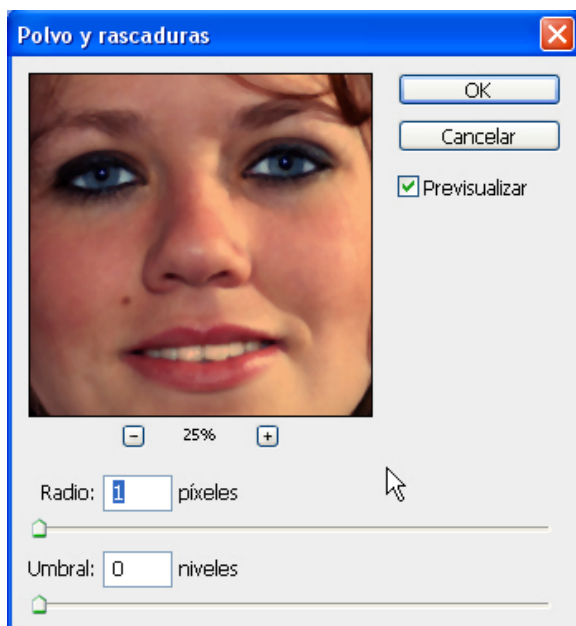 Polvo y rascaduras
OK
Cancelar
Previsualizar
- 25% +
Radio: 1 píxeles
Umbral: 0 niveles